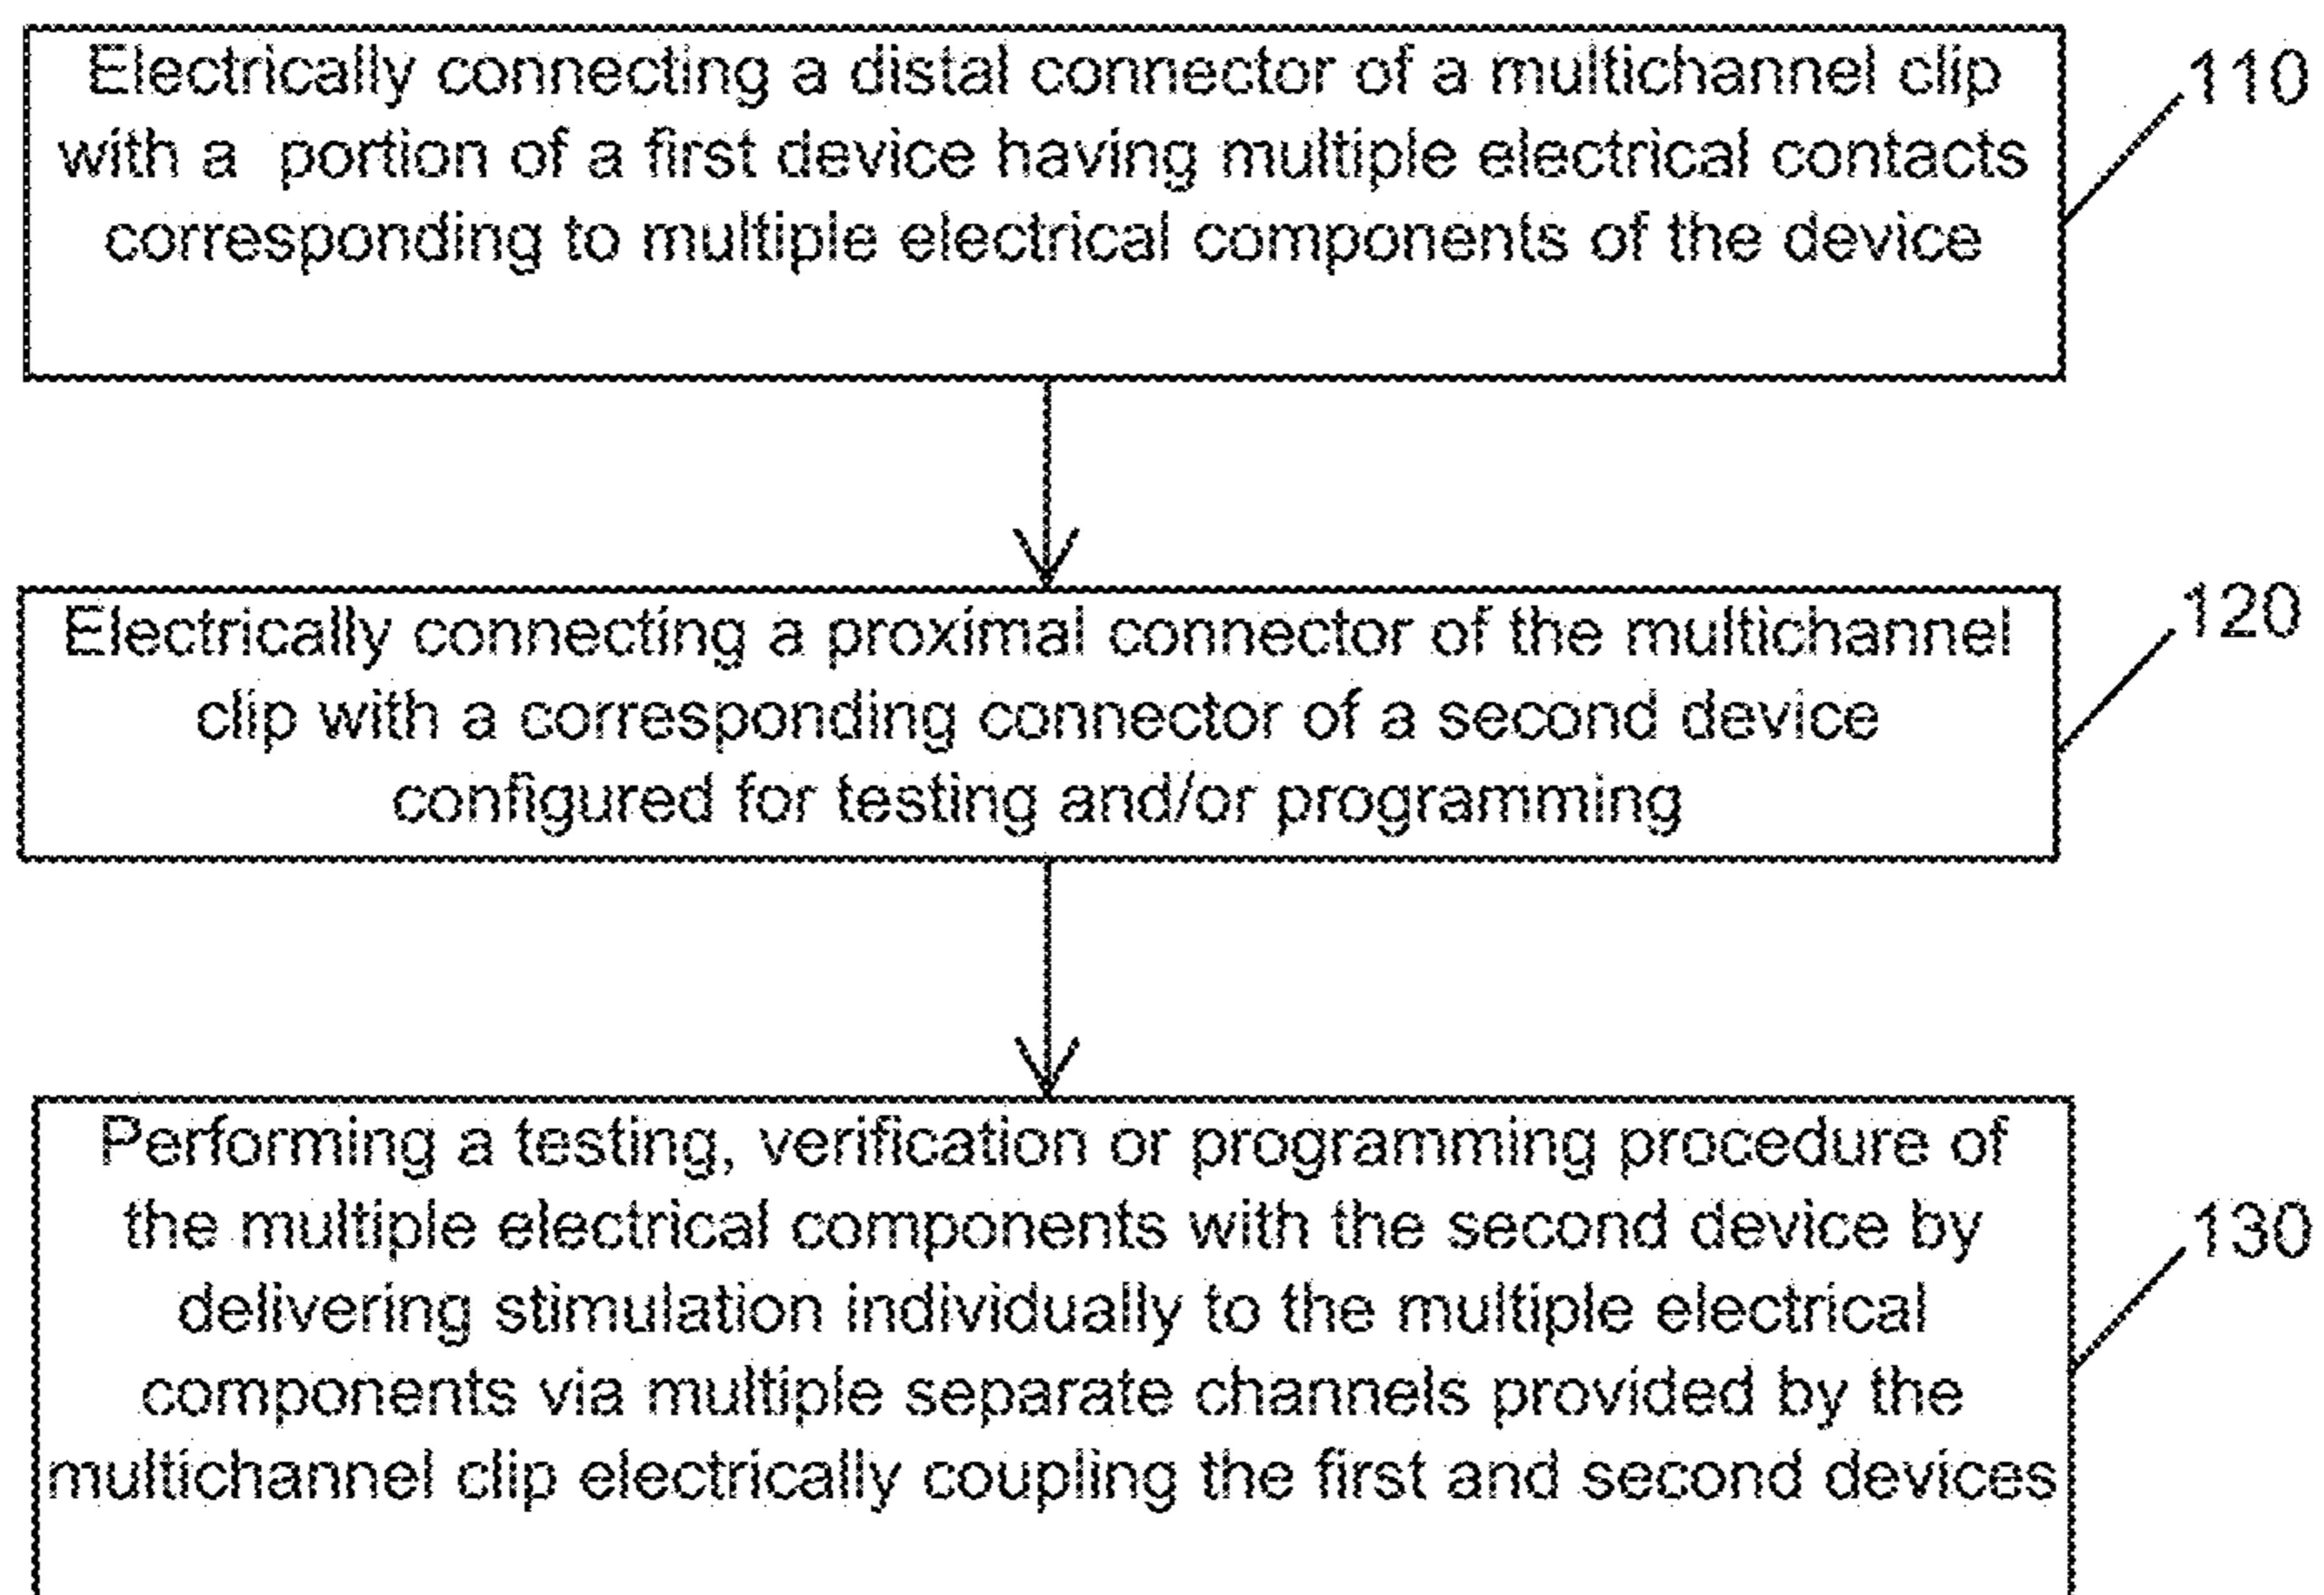 Electrically connecting a distal connector of a multichannel clip
with a portion of a first device having multiple electrical contacts
corresponding to multiple electrical components of the device
110
Electrically connecting a proximal connector of the multichannel
clip with a corresponding connector of a second device
configured for testing and/or programming
120
Performing a testing, verification or programming procedure of
the multiple electrical components with the second device by
delivering stimulation individually to the multiple electrical
components via multiple separate channels provided by the
multichannel clip electrically coupling the first and second devices
130